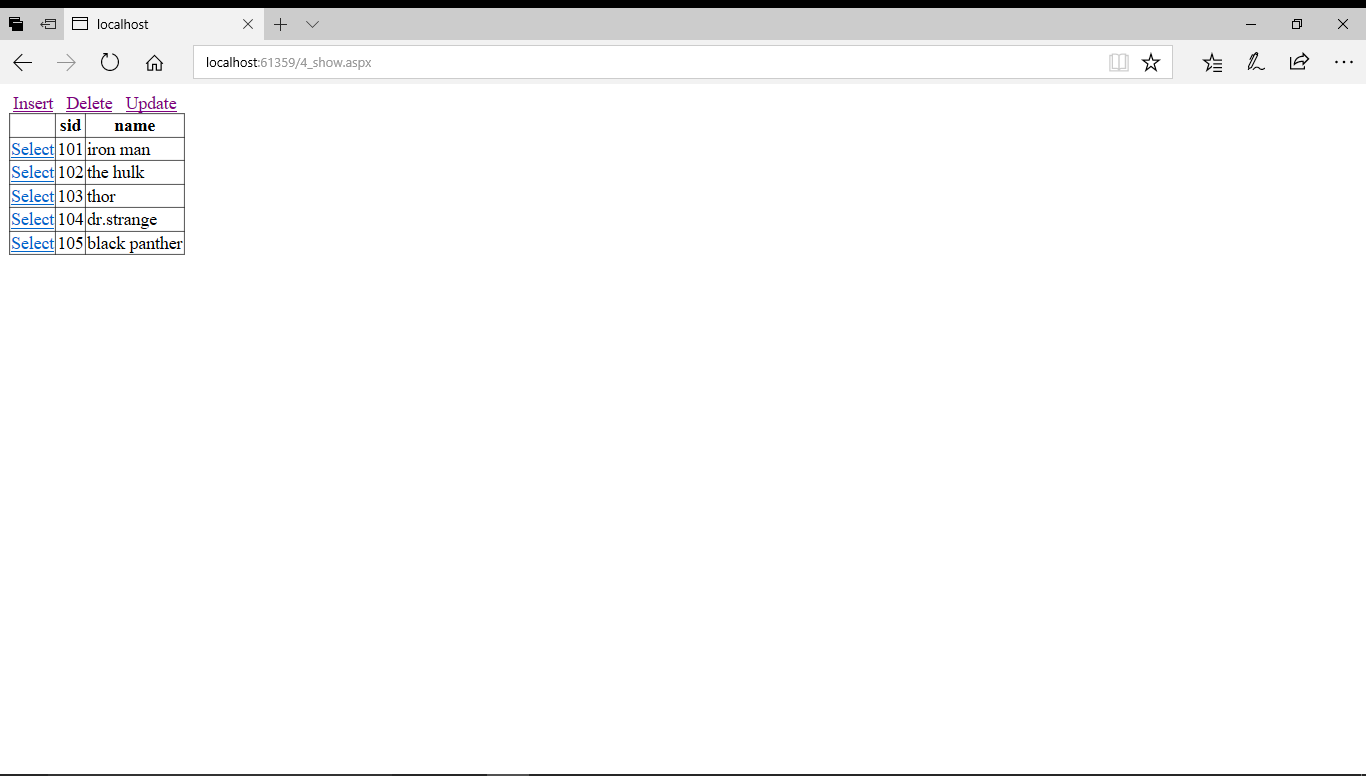 localhost
localhost:61359/4_show.aspx
Insert Delete Update
sid name
Select 101 iron man
Select 102 the hulk
Select 103 thor
Select 104 dr.strange
Select 105 black panther